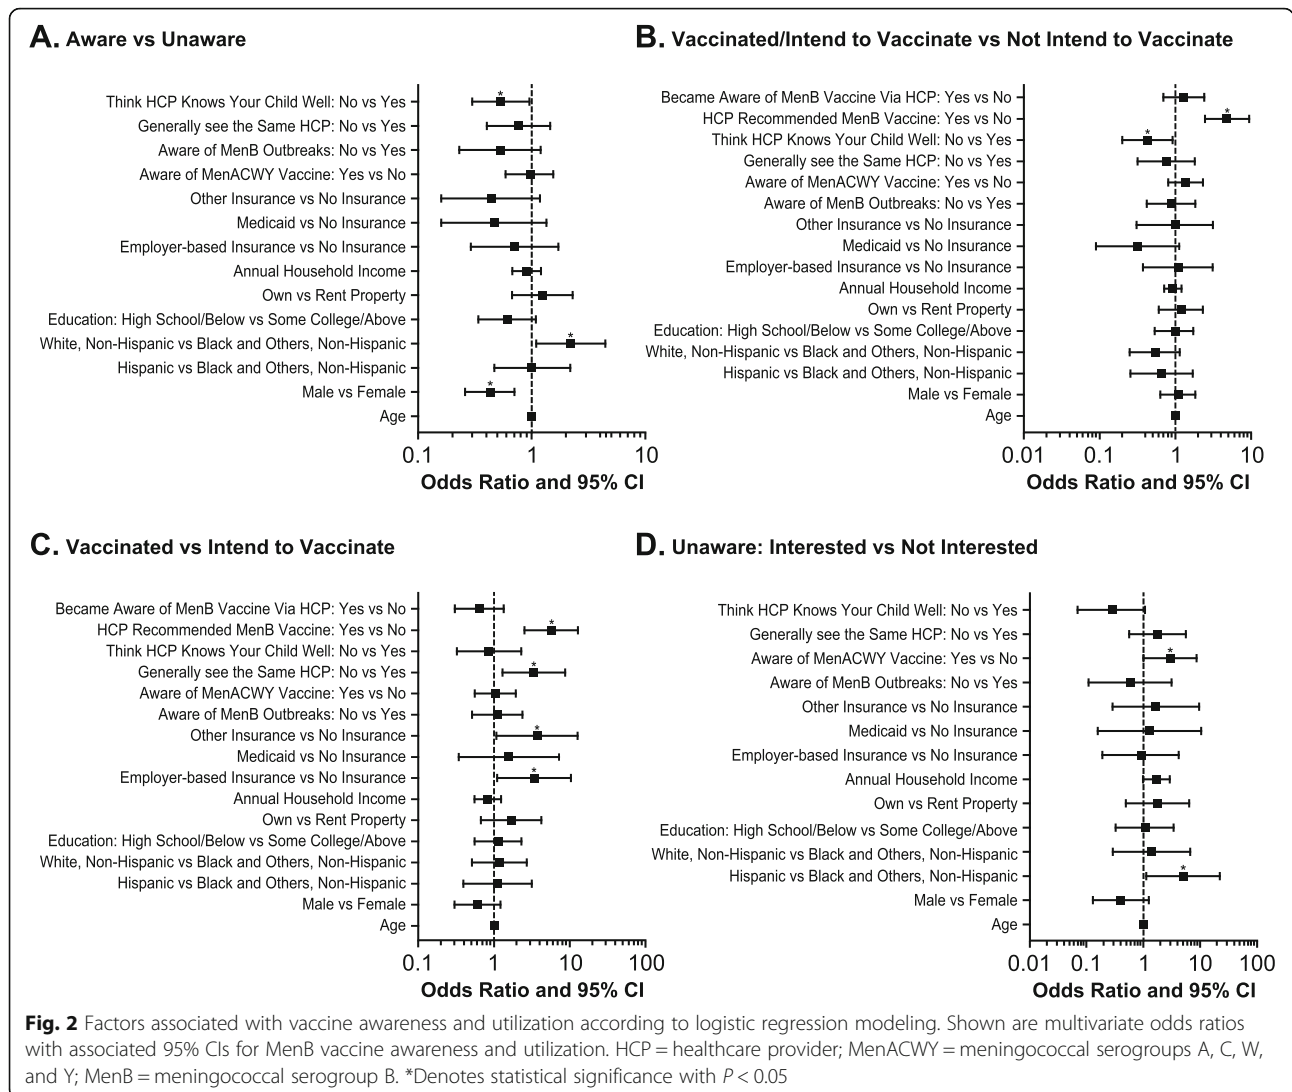 A. Aware vs Unaware
Think HCP Knows Your Child Well: No vs Yes
Generally see the Same HCP: No vs Yes
Aware of MenB Outbreaks: No vs Yes
Aware of MenACWY Vaccine: Yes vs No
Other Insurance vs No Insurance
Medicaid vs No Insurance
Employer-based Insurance vs No Insurance
Annual Household Income
Own vs Rent Property
Education: High School/Below vs Some College/Above
White, Non-Hispanic vs Black and Others, Non-Hispanic
Hispanic vs Black and Others, Non-Hispanic
Male vs Female
Age
* * *
0.1 1 10
Odds Ratio and 95% CI
B. Vaccinated/Intend to Vaccinate vs Not Intend to Vaccinate
Became Aware of MenB Vaccine Via HCP: Yes vs No
HCP Recommended MenB Vaccine: Yes vs No
Think HCP Knows Your Child Well: No vs Yes
Generally see the Same HCP: No vs Yes
Aware of MenACWY Vaccine: Yes vs No
Aware of MenB Outbreaks: No vs Yes
Other Insurance vs No Insurance
Medicaid vs No Insurance
Employer-based Insurance vs No Insurance
Annual Household Income
Own vs Rent Property
Education: High School/Below vs Some College/Above
White, Non-Hispanic vs Black and Others, Non-Hispanic
Hispanic vs Black and Others, Non-Hispanic
Male vs Female
Age
* *
0.01 0.1 1 10
Odds Ratio and 95% CI
C. Vaccinated vs Intend to Vaccinate
Became Aware of MenB Vaccine Via HCP: Yes vs No
HCP Recommended MenB Vaccine: Yes vs No
Think HCP Knows Your Child Well: No vs Yes
Generally see the Same HCP: No vs Yes
Aware of MenACWY Vaccine: Yes vs No
Aware of MenB Outbreaks: No vs Yes
Other Insurance vs No Insurance
Medicaid vs No Insurance
Employer-based Insurance vs No Insurance
Annual Household Income
Own vs Rent Property
Education: High School/Below vs Some College/Above
White, Non-Hispanic vs Black and Others, Non-Hispanic
Hispanic vs Black and Others, Non-Hispanic
Male vs Female
Age
* * * *
0.1 1 10 100
Odds Ratio and 95% CI
D. Unaware: Interested vs Not Interested
Think HCP Knows Your Child Well: No vs Yes
Generally see the Same HCP: No vs Yes
Aware of MenACWY Vaccine: Yes vs No
Aware of MenB Outbreaks: No vs Yes
Other Insurance vs No Insurance
Medicaid vs No Insurance
Employer-based Insurance vs No Insurance
Annual Household Income
Own vs Rent Property
Education: High School/Below vs Some College/Above
White, Non-Hispanic vs Black and Others, Non-Hispanic
Hispanic vs Black and Others, Non-Hispanic
Male vs Female
Age
* *
0.01 0.1 1 10 100
Odds Ratio and 95% CI
Fig. 2 Factors associated with vaccine awareness and utilization according to logistic regression modeling. Shown are multivariate odds ratios
with associated 95% CIs for MenB vaccine awareness and utilization. HCP = healthcare provider; MenACWY = meningococcal serogroups A, C, W,
and Y; MenB = meningococcal serogroup B. *Denotes statistical significance with P < 0.05